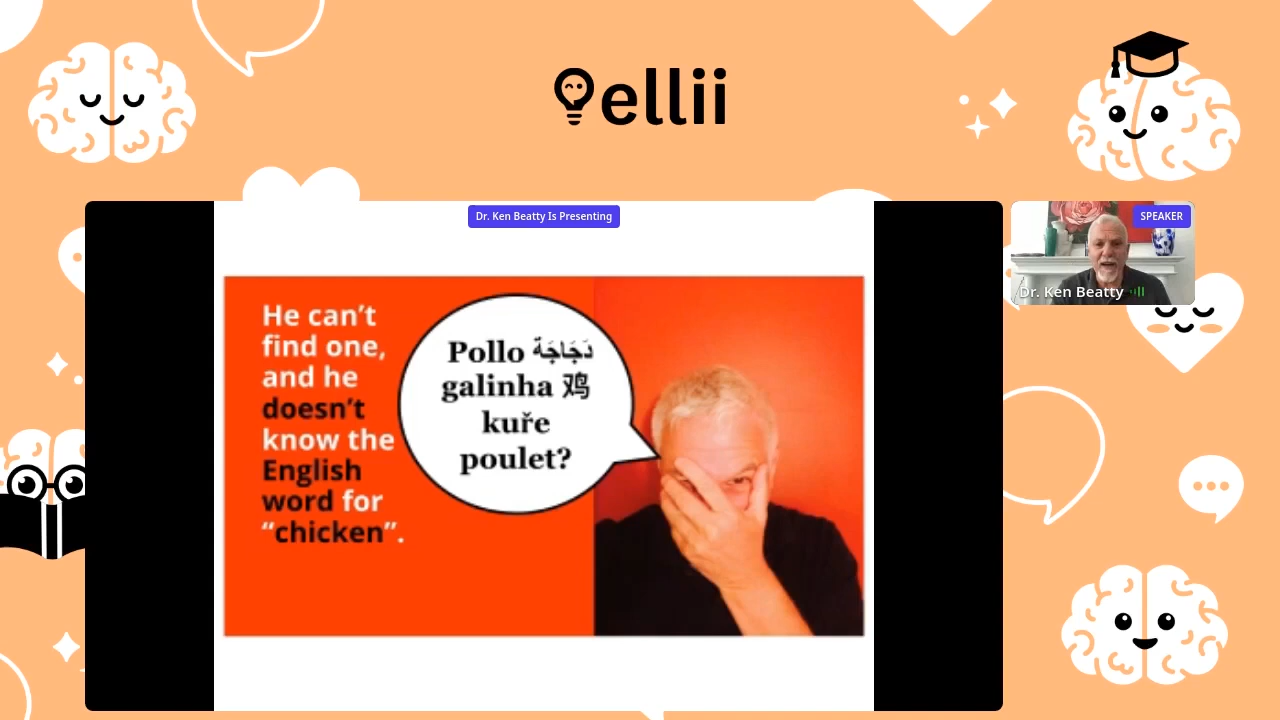 ellii
Dr. Ken Beatty Is Presenting
SPEAKER
Dr. Ken Beatty
He can't
find one,
and he
doesn't
know the
English
word for
“chicken”.
Pollo دَجَاجَة
galinha 鸡
kuře
poulet?